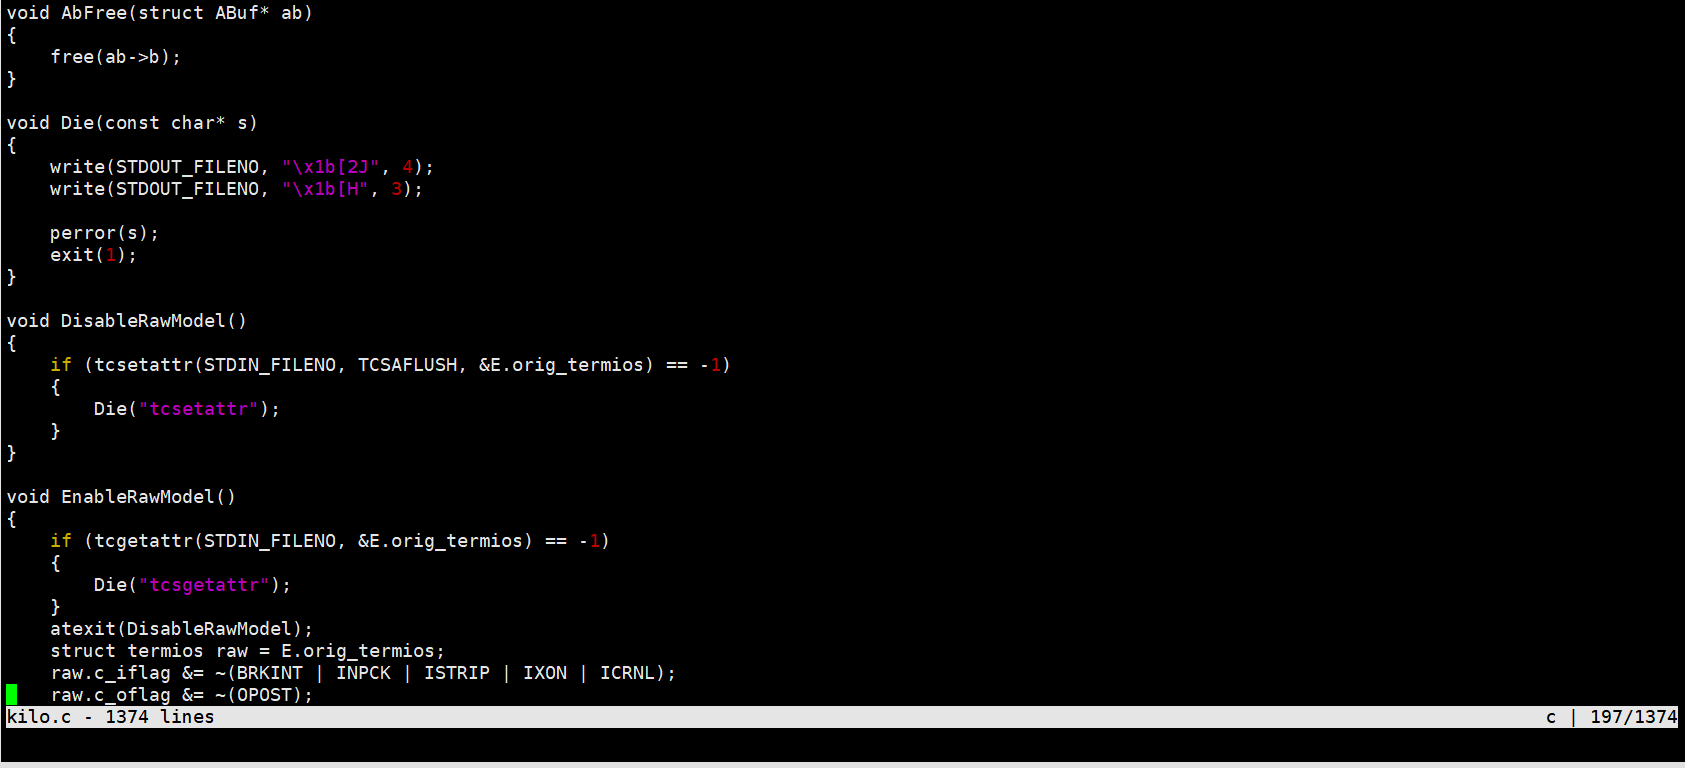 void AbFree(struct ABuf* ab)
{
    free(ab->b);
}

void Die(const char* s)
{
    write(STDOUT_FILENO, "\x1b[2J", 4);
    write(STDOUT_FILENO, "\x1b[H", 3);

    perror(s);
    exit(1);
}

void DisableRawModel()
{
    if (tcsetattr(STDIN_FILENO, TCSAFLUSH, &E.orig_termios) == -1)
    {
        Die("tcsetattr");
    }
}

void EnableRawModel()
{
    if (tcgetattr(STDIN_FILENO, &E.orig_termios) == -1)
    {
        Die("tcsgetattr");
    }
    atexit(DisableRawModel);
    struct termios raw = E.orig_termios;
    raw.c_iflag &= ~(BRKINT | INPCK | ISTRIP | IXON | ICRNL);
    raw.c_oflag &= ~(OPOST);
kilo.c - 1374 lines c | 197/1374